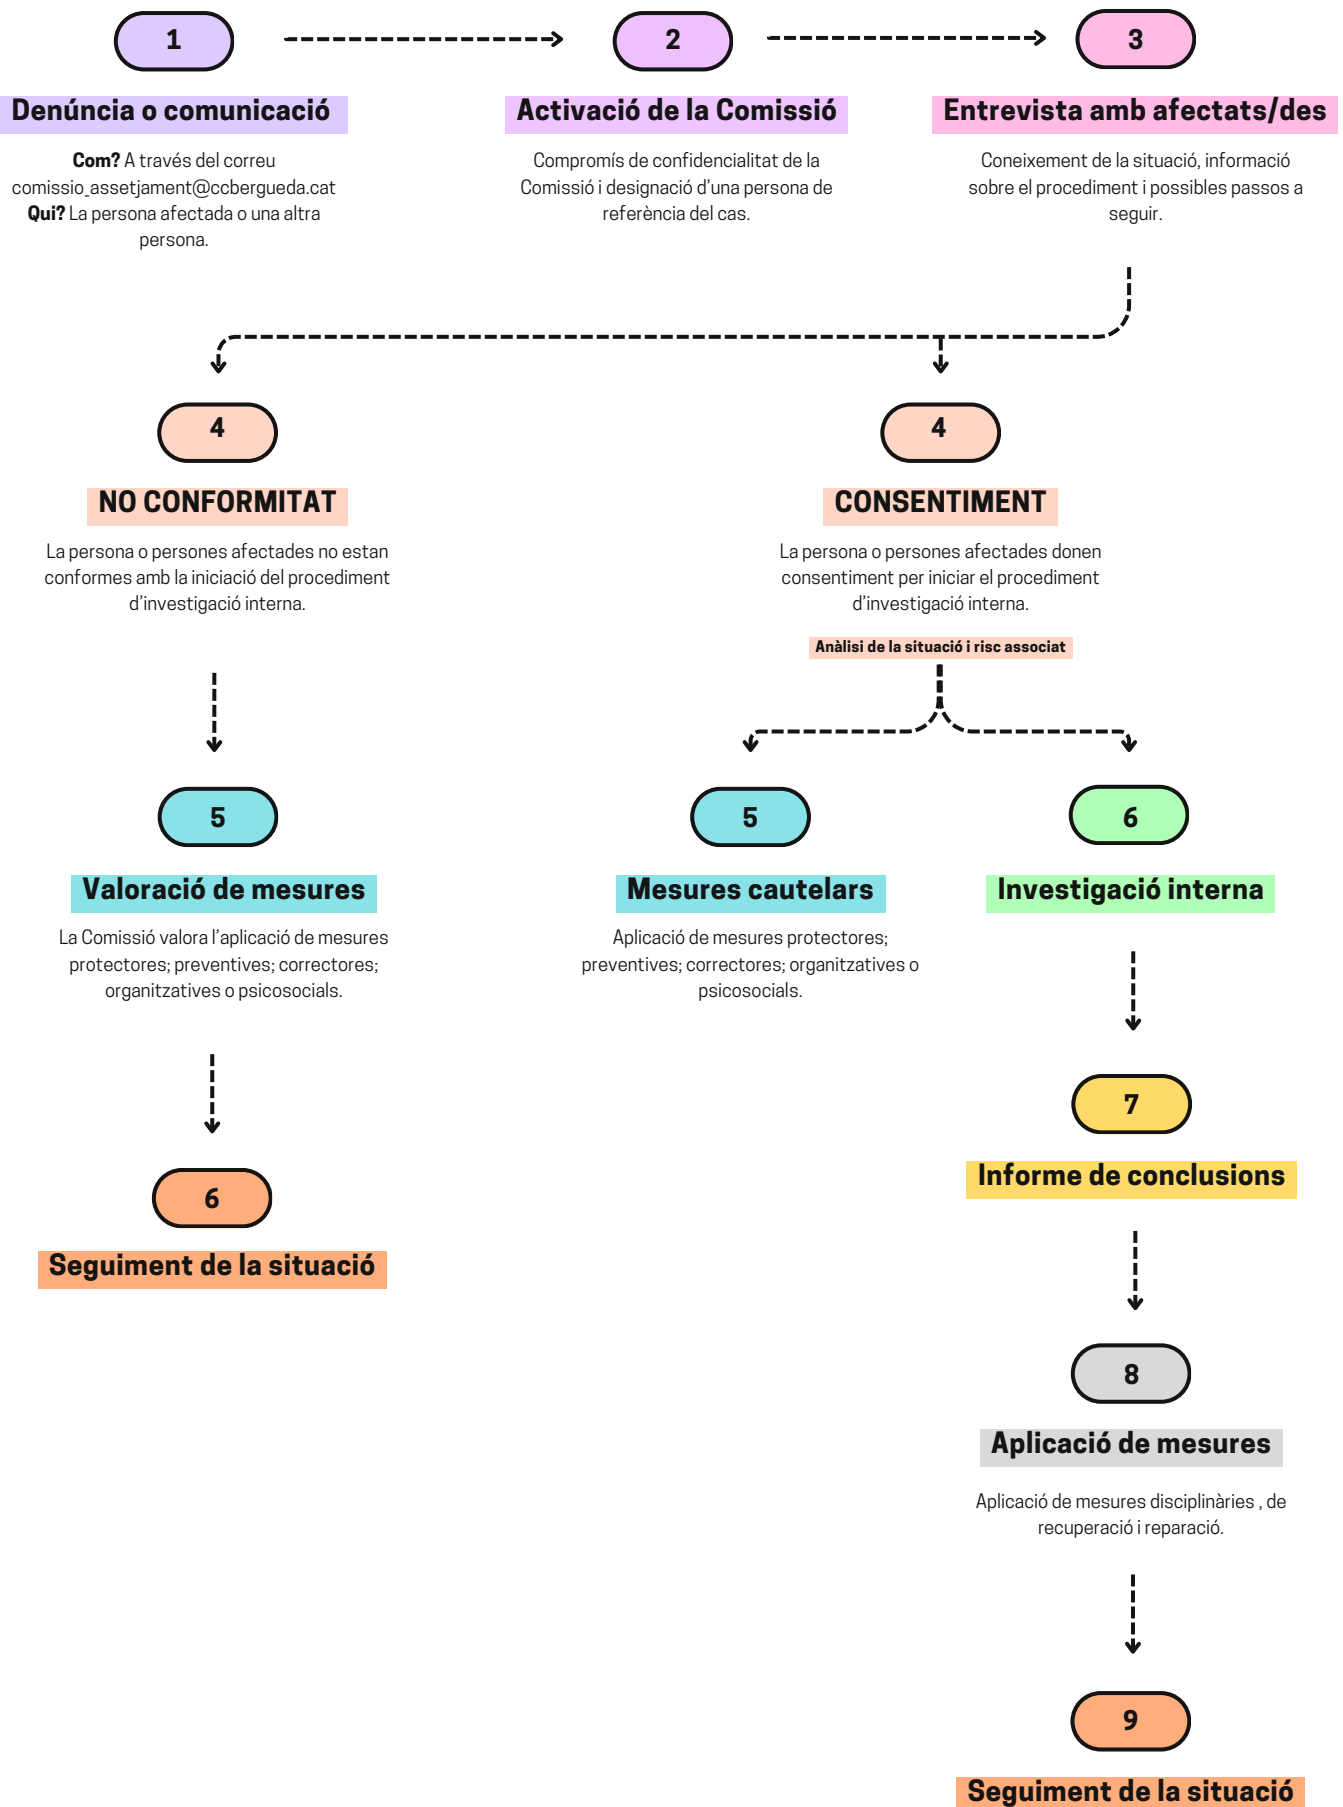 1
2
3
Denúncia o comunicació
Activació de la Comissió
Entrevista amb afectats/des
Com? A través del correu
comissio_assetjament@ccbergueda.cat
Qui? La persona afectada o una altra
persona.
Compromís de confidencialitat de la
Comissió i designació d’una persona de
referència del cas.
Coneixement de la situació, informació
sobre el procediment i possibles passos a
seguir.
4
NO CONFORMITAT
La persona o persones afectades no estan
conformes amb la iniciació del procediment
d’investigació interna.
4
CONSENTIMENT
La persona o persones afectades donen
consentiment per iniciar el procediment
d’investigació interna.
Anàlisi de la situació i risc associat
5
Valoració de mesures
La Comissió valora l’aplicació de mesures
protectores; preventives; correctores;
organitzatives o psicosocials.
5
Mesures cautelars
Aplicació de mesures protectores;
preventives; correctores; organitzatives o
psicosocials.
6
Investigació interna
6
Seguiment de la situació
7
Informe de conclusions
8
Aplicació de mesures
Aplicació de mesures disciplinàries , de
recuperació i reparació.
9
Seguiment de la situació